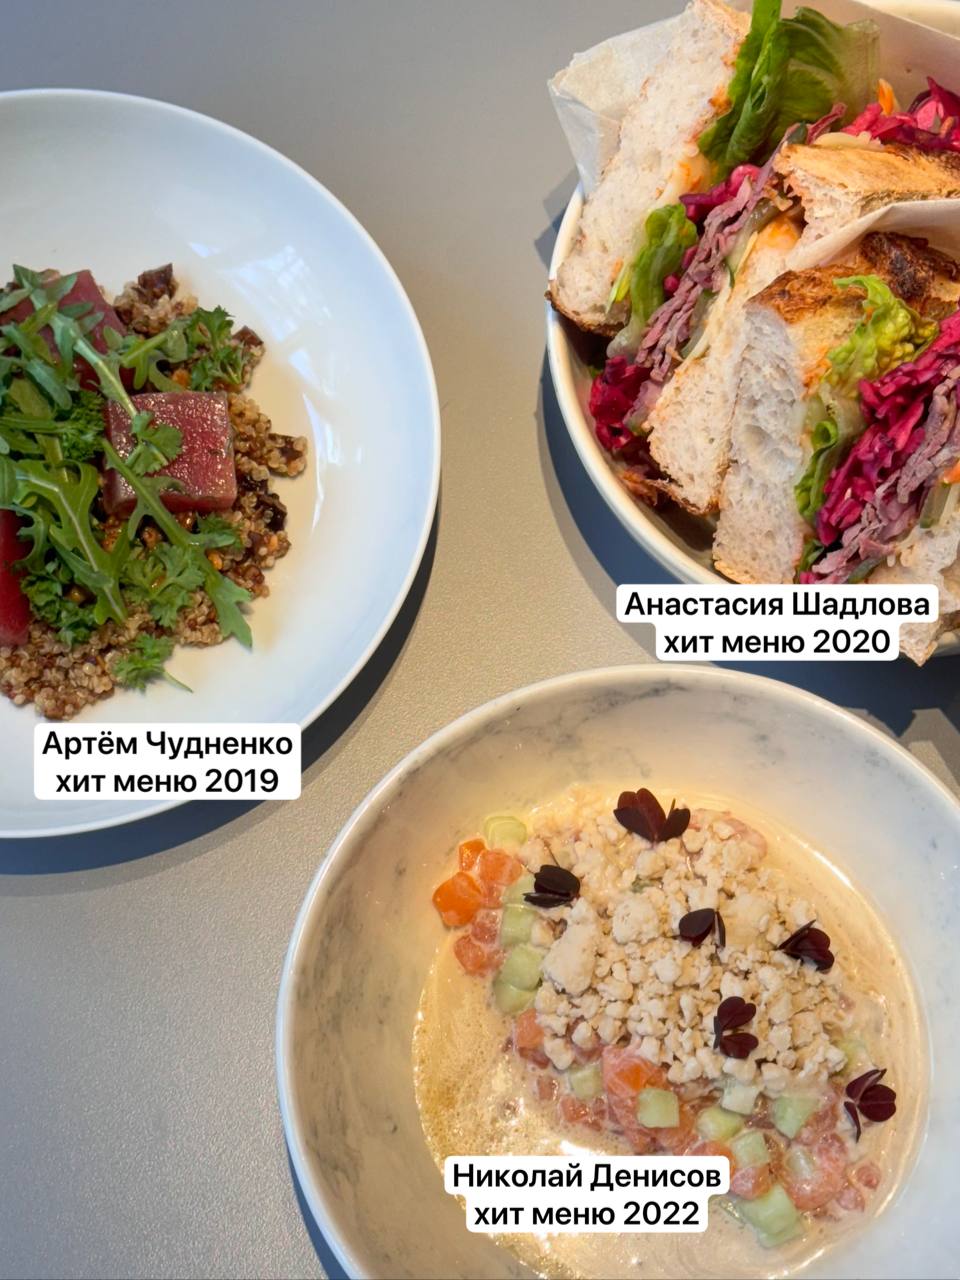 Анастасия Шадлова
хит меню 2020
Артём Чудненко
хит меню 2019
Николай Денисов
хит меню 2022